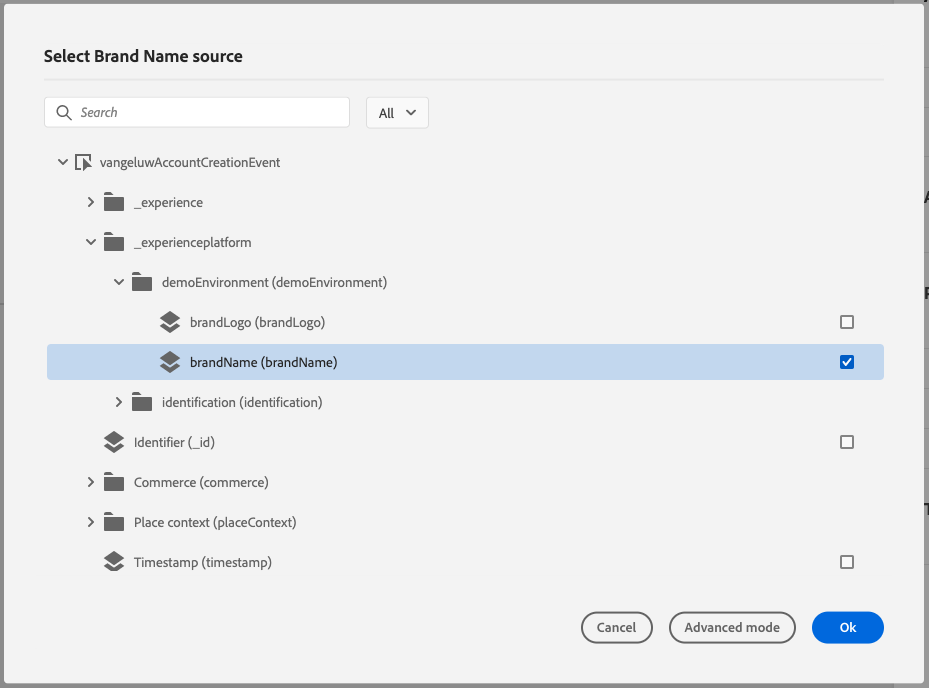 Select Brand Name source
Search
All
vangeluwAccountCreationEvent
_experience
_experienceplatform
demoEnvironment (demoEnvironment)
brandLogo (brandLogo)
brandName (brandName)
identification (identification)
Identifier (_id)
Commerce (commerce)
Place context (placeContext)
Timestamp (timestamp)
Cancel Advanced mode Ok